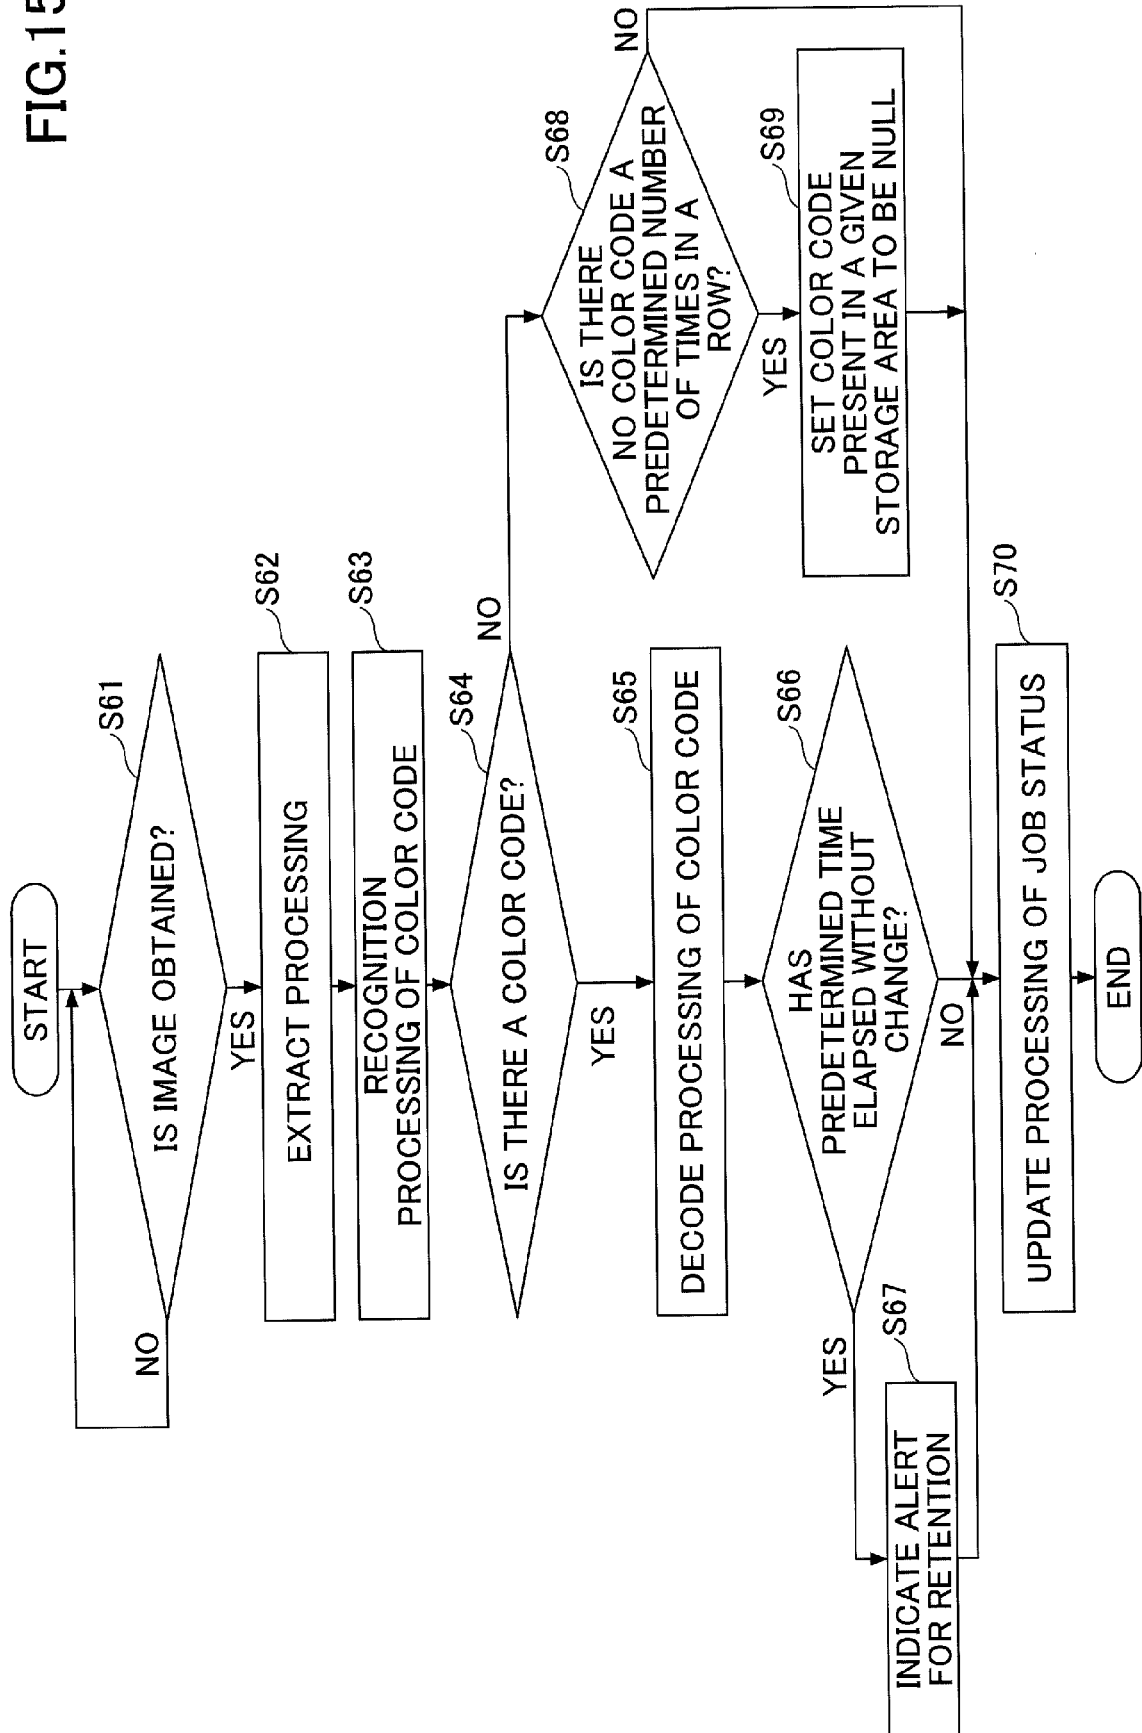 FIG.15
START
S61
IS IMAGE OBTAINED?
NO
YES
S62
EXTRACT PROCESSING
S63
RECOGNITION
PROCESSING OF COLOR CODE
S64
IS THERE A COLOR CODE?
NO
YES
S65
DECODE PROCESSING OF COLOR CODE
S66
HAS
PREDETERMINED TIME
ELAPSED WITHOUT
CHANGE?
YES
NO
S67
INDICATE ALERT
FOR RETENTION
S68
IS THERE
NO COLOR CODE A
PREDETERMINED NUMBER
OF TIMES IN A
ROW?
NO
YES
S69
SET COLOR CODE
PRESENT IN A GIVEN
STORAGE AREA TO BE NULL
S70
UPDATE PROCESSING OF JOB STATUS
END